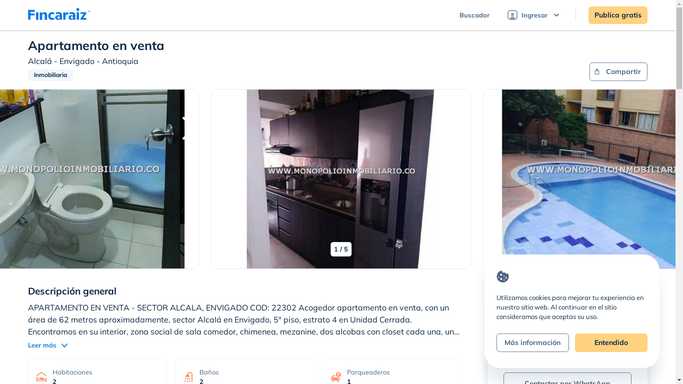 Fincaraiz
Buscador
Ingresar
Publica gratis
Apartamento en venta
Alcalá - Envigado - Antioquia
Inmobiliaria
Compartir
WWW.MONOPOLIOINMOBILIARIO.CO
WWW.MONOPOLIOINMOBILIARIO.CO
WWW.MONOPOLIOINMOBILIA
1 / 5
Descripción general
APARTAMENTO EN VENTA - SECTOR ALCALA, ENVIGADO COD: 22302 Acogedor apartamento en venta, con un
área de 62 metros aproximadamente, sector Alcalá en Envigado, 5° piso, estrato 4 en Unidad Cerrada.
Encontramos en su interior, zona social de sala comedor, chimenea, mezanine, dos alcobas con closet cada una, un...
Leer más
Habitaciones
2
Baños
2
Parqueaderos
1
Utilizamos cookies para mejorar tu experiencia en
nuestro sitio web. Al continuar en el sitio
consideramos que aceptas su uso.
Más información
Entendido
Contactar por WhatsApp